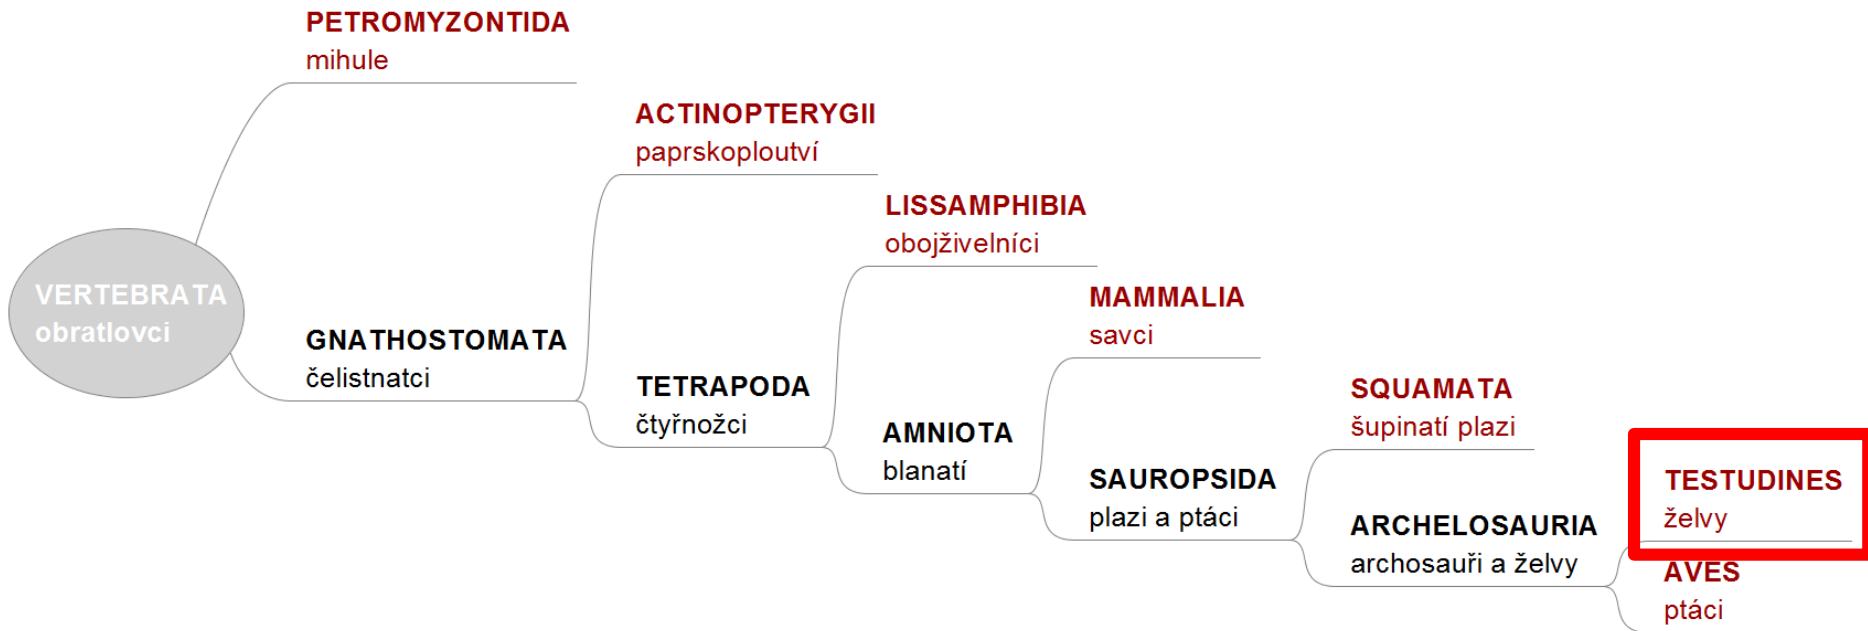 PETROMYZONTIDA
mihule
ACTINOPTERYGII
paprskoploutví
LISSAMPHIBIA
obojživelníci
VERTEBRATA
obratlovci
MAMMALIA
savci
GNATHOSTOMATA
čelistnatci
TETRAPODA
čtyřnožci
SQUAMATA
šupinatí plazi
AMNIOTA
blanatí
SAUROPSIDA
plazi a ptáci
TESTUDINES
želvy
ARCHELOSAURIA
archosauři a želvy
AVES
ptáci